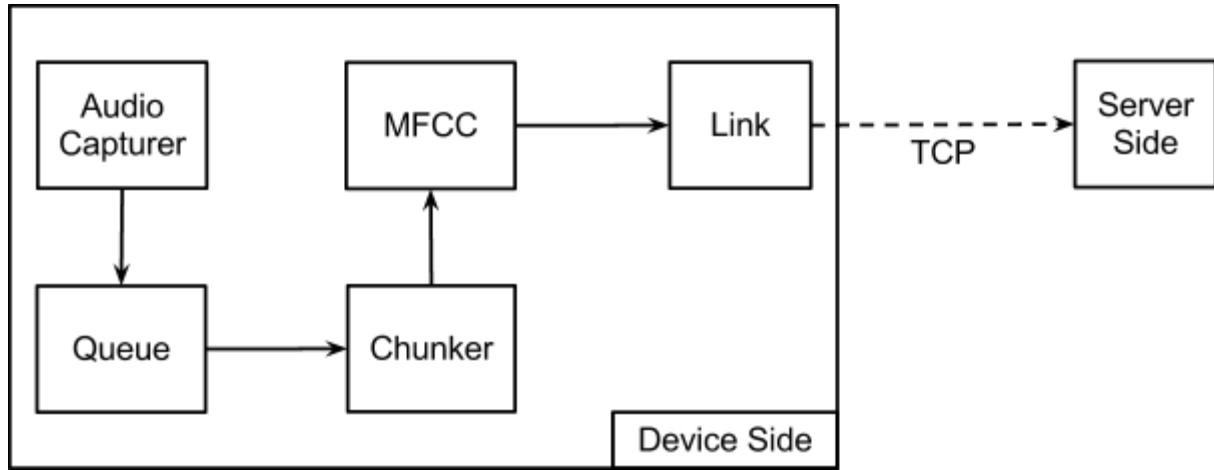 Audio
Capturer
MFCC
Link
TCP
Server
Side
Queue
Chunker
Device Side